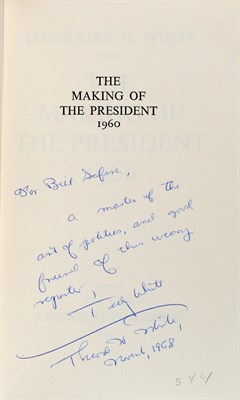 THE
MAKING OF
THE PRESIDENT
1960
For Bill Safire,
a master of the
art of politics, and good
friend of this wrong
reporter,
Teddy White
Theodore H White,
1968
544